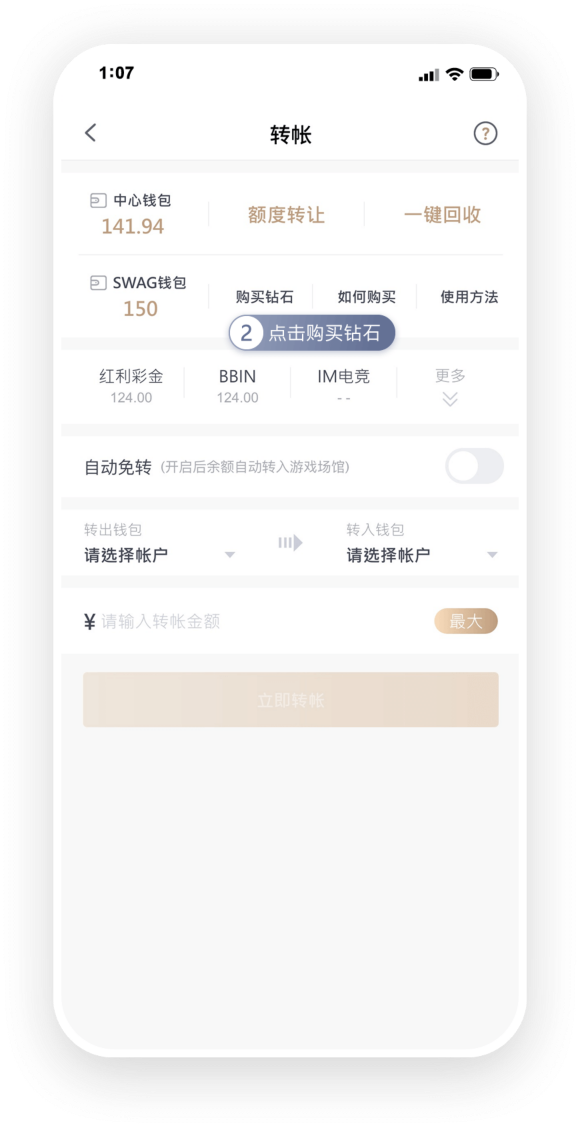 1:07
转帐
?
中心钱包
141.94
额度转让
一键回收
SWAG钱包
150
购买钻石
如何购买
使用方法
2 点击购买钻石
红利彩金
124.00
BBIN
124.00
IM电竞
--
更多
自动免转 (开启后余额自动转入游戏场馆)
转出钱包
请选择帐户
转入钱包
请选择帐户
¥ 请输入转帐金额
最大
立即转帐